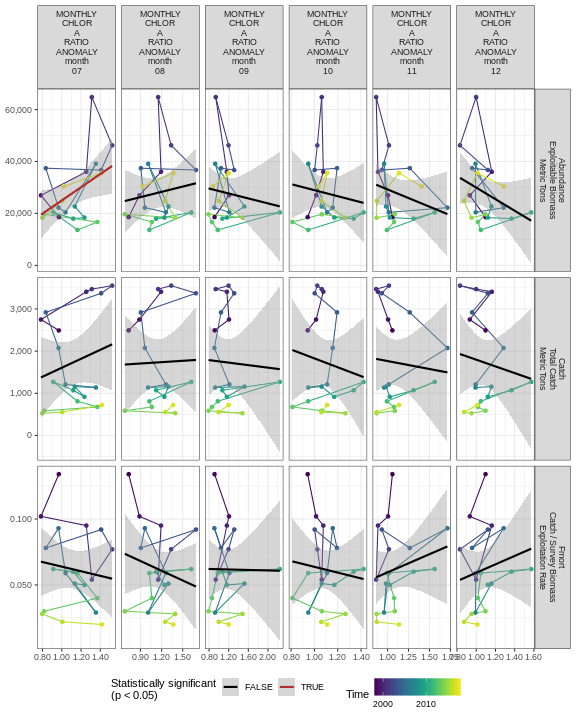 MONTHLY MONTHLY MONTHLY MONTHLY MONTHLY MONTHLY
CHLOR CHLOR CHLOR CHLOR CHLOR CHLOR
A A A A A A
RATIO RATIO RATIO RATIO RATIO RATIO
ANOMALY ANOMALY ANOMALY ANOMALY ANOMALY ANOMALY
month month month month month month
07 08 09 10 11 12
60,000
40,000
20,000
0
Abundance
Exploitable Biomass
Metric Tons
3,000
2,000
1,000
0
Catch
Total Catch
Metric Tons
0.100
0.050
Fmort
Catch / Survey Biomass
Exploitation Rate
0.80 1.00 1.20 1.40 0.90 1.20 1.50 0.80 1.20 1.60 2.00 0.80 1.00 1.20 1.40 1.00 1.25 1.50 1.00 1.20 1.40 1.60
Statistically significant
(p < 0.05)
FALSE TRUE
Time
2000 2010